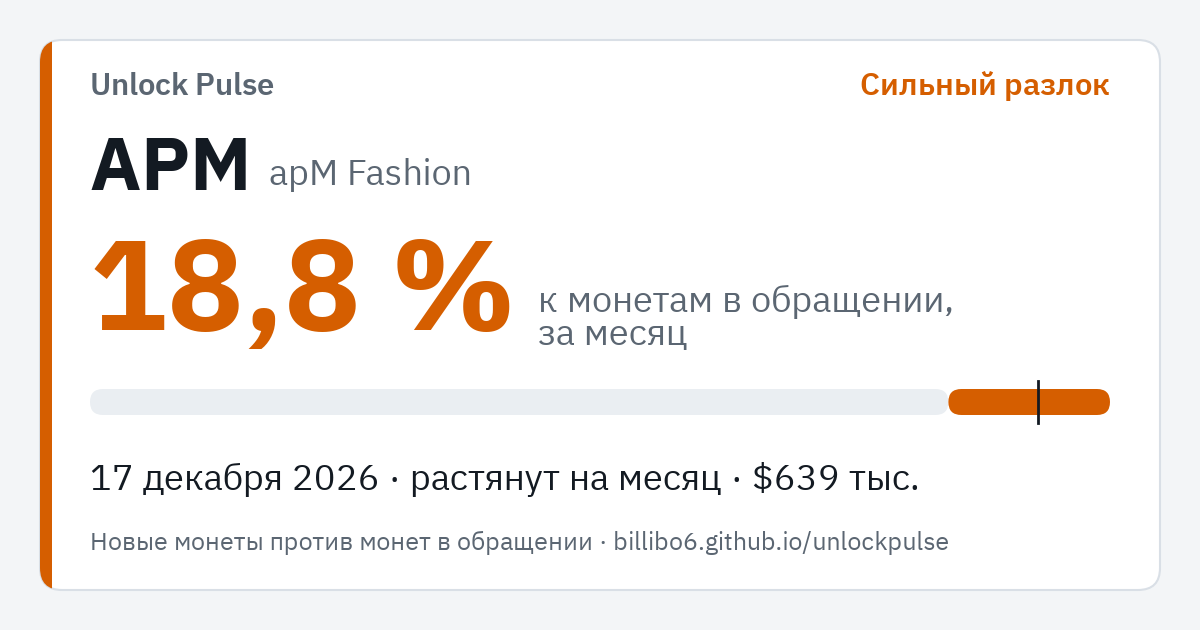 Unlock Pulse
Сильный разлок
APM apM Fashion
18,8 % к монетам в обращении,
за месяц
17 декабря 2026 · растянут на месяц · $639 тыс.
Новые монеты против монет в обращении · billibo6.github.io/unlockpulse